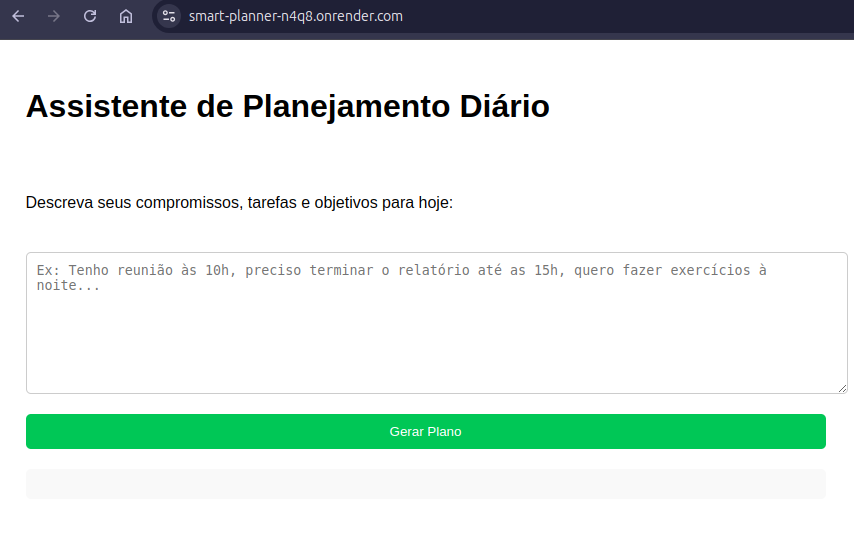 smart-planner-n4q8.onrender.com
Assistente de Planejamento Diário
Descreva seus compromissos, tarefas e objetivos para hoje:
Ex: Tenho reunião às 10h, preciso terminar o relatório até as 15h, quero fazer exercícios à
noite...
Gerar Plano